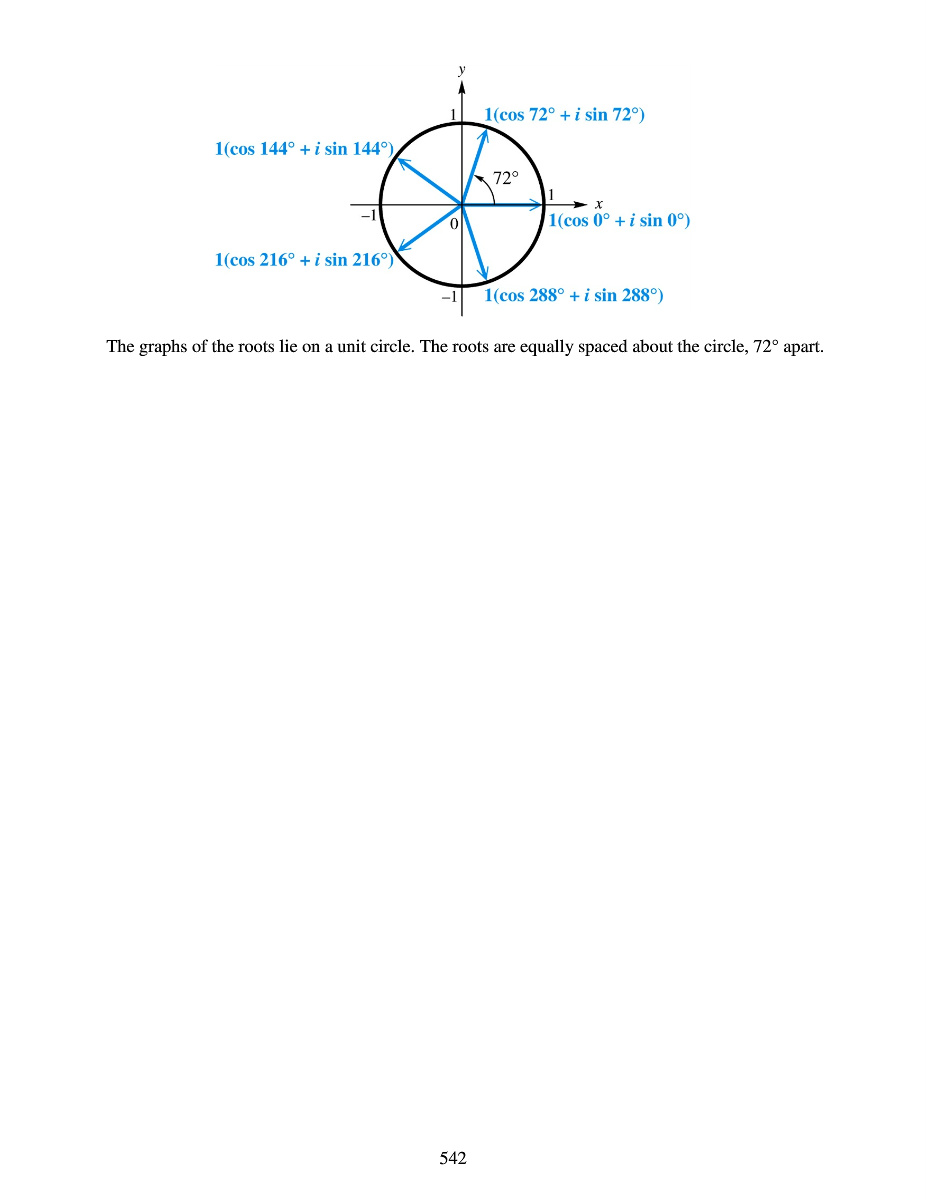 y
1
1(cos 72° + i sin 72°)
1(cos 144° + i sin 144°)
72°
1
x
–1
0
1(cos 0° + i sin 0°)
1(cos 216° + i sin 216°)
–1
1(cos 288° + i sin 288°)
The graphs of the roots lie on a unit circle. The roots are equally spaced about the circle, 72° apart.
542